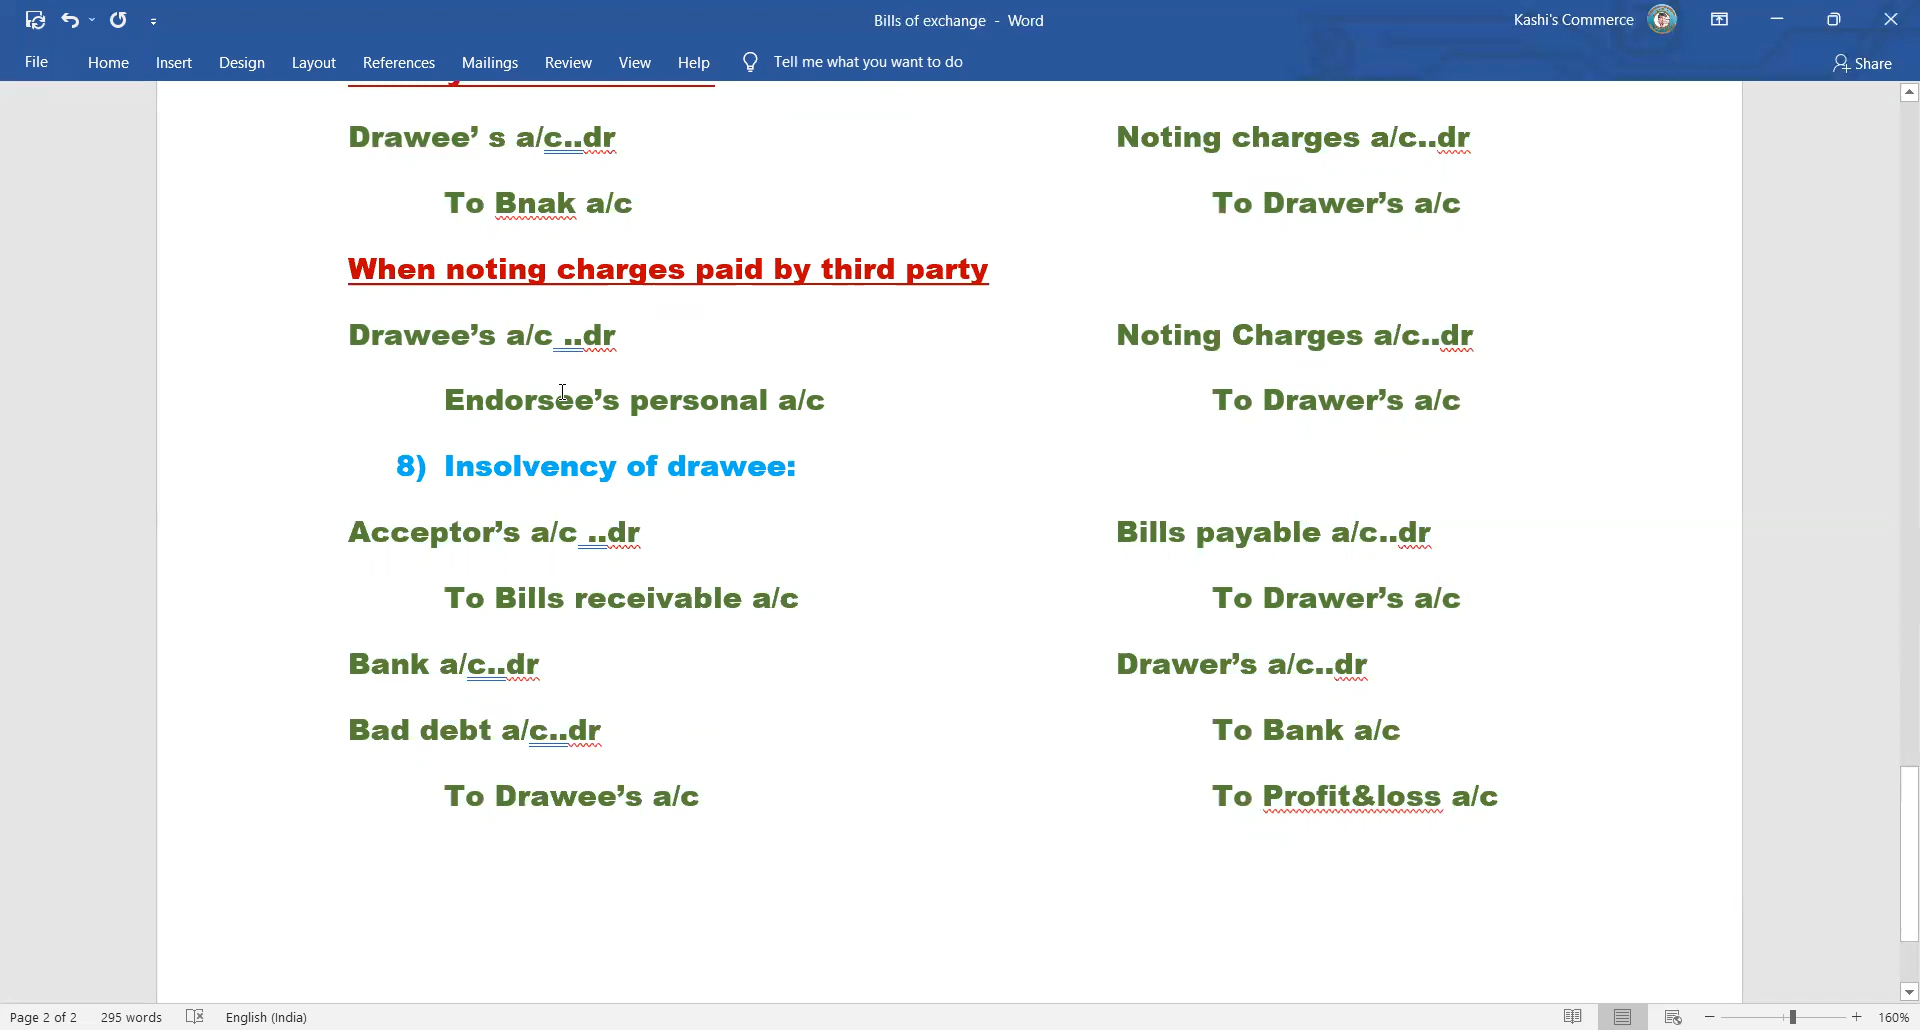 Bills of exchange - Word
Kashi's Commerce
File Home Insert Design Layout References Mailings Review View Help Tell me what you want to do Share
Drawee’ s a/c..dr Noting charges a/c..dr
To Bnak a/c To Drawer’s a/c
When noting charges paid by third party
Drawee’s a/c ..dr Noting Charges a/c..dr
Endorsee’s personal a/c To Drawer’s a/c
8) Insolvency of drawee:
Acceptor’s a/c ..dr Bills payable a/c..dr
To Bills receivable a/c To Drawer’s a/c
Bank a/c..dr Drawer’s a/c..dr
Bad debt a/c..dr To Bank a/c
To Drawee’s a/c To Profit&loss a/c
Page 2 of 2 295 words English (India) 160%